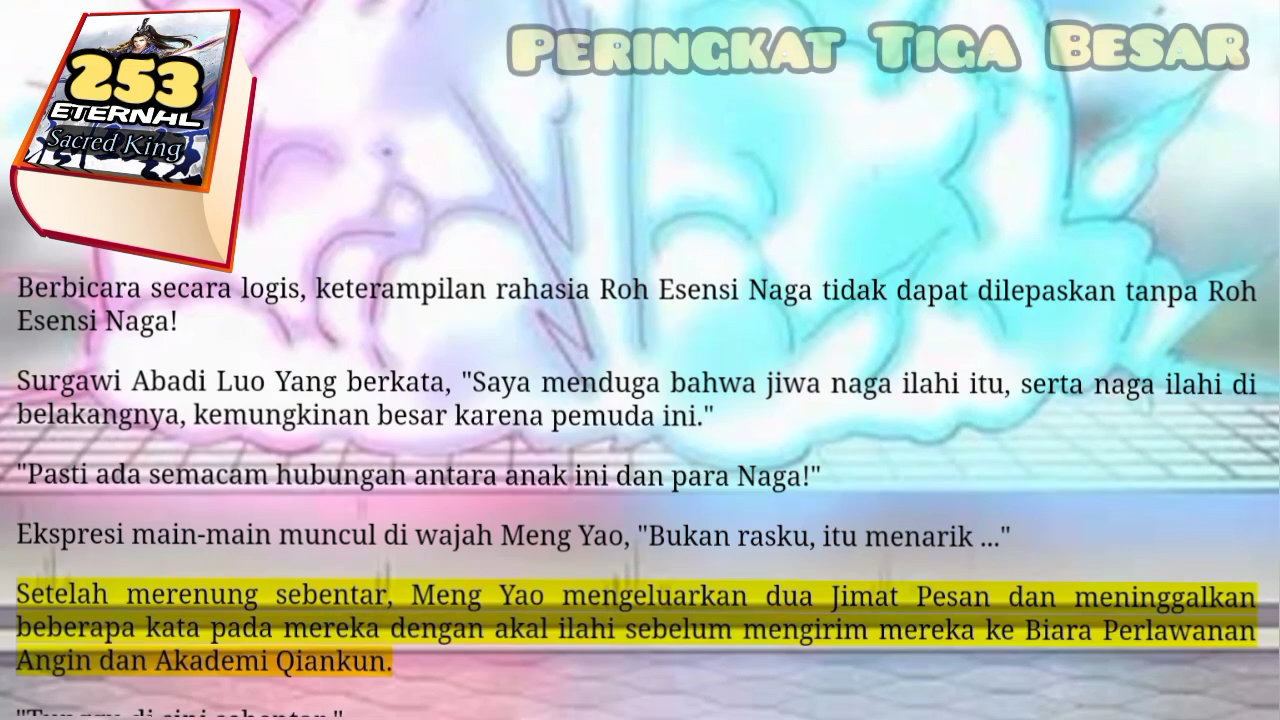 Peringkat Tiga Besar
253
ETERNAL
Sacred King
Berbicara secara logis, keterampilan rahasia Roh Esensi Naga tidak dapat dilepaskan tanpa Roh
Esensi Naga!
Surgawi Abadi Luo Yang berkata, "Saya menduga bahwa jiwa naga ilahi itu, serta naga ilahi di
belakangnya, kemungkinan besar karena pemuda ini."
"Pasti ada semacam hubungan antara anak ini dan para Naga!"
Ekspresi main-main muncul di wajah Meng Yao, "Bukan rasku, itu menarik ..."
Setelah merenung sebentar, Meng Yao mengeluarkan dua Jimat Pesan dan meninggalkan
beberapa kata pada mereka dengan akal ilahi sebelum mengirim mereka ke Biara Perlawanan
Angin dan Akademi Qiankun.
"Tunggu di sini sebentar."